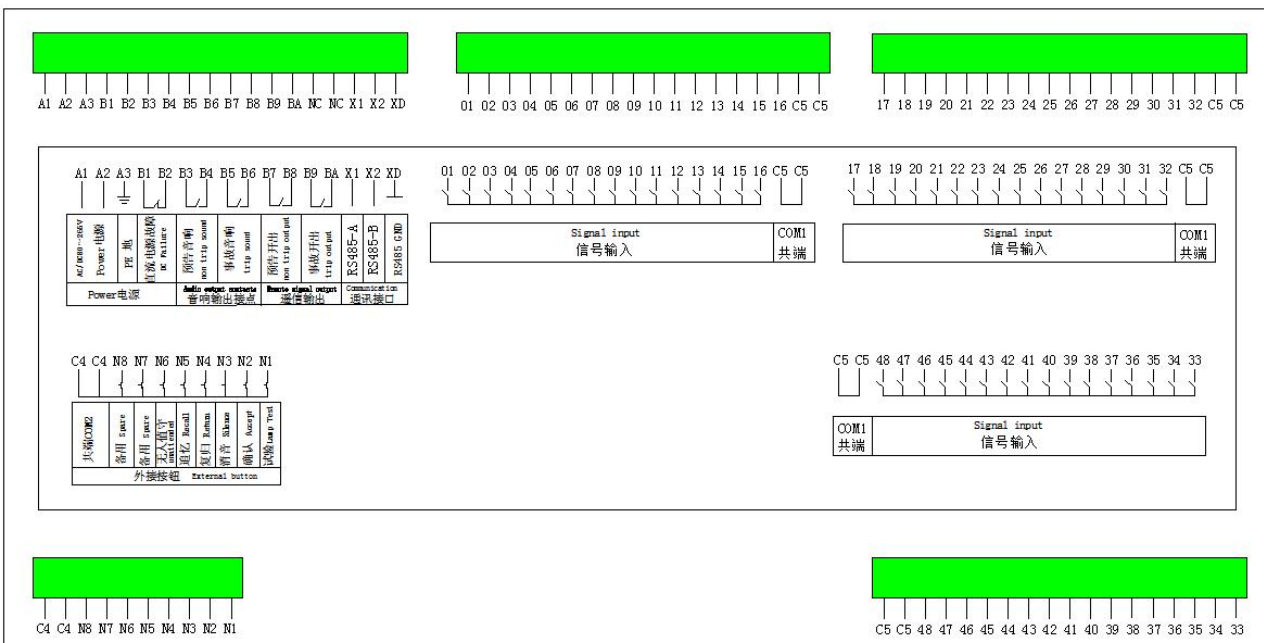 A1 A2 A3 B1 B2 B3 B4 B5 B6 B7 B8 B9 BA NC NC X1 X2 XD
01 02 03 04 05 06 07 08 09 10 11 12 13 14 15 16 C5 C5
17 18 19 20 21 22 23 24 25 26 27 28 29 30 31 32 C5 C5
A1 A2 A3 B1 B2 B3 B4 B5 B6 B7 B8 B9 BA X1 X2 XD
AC/DC80~265V
Power 电源
PE 地
直流电源故障
DC Failure
预告音响
non trip sound
事故音响
trip sound
预告开出
non trip output
事故开出
trip output
RS485-A
RS485-B
RS485 GND
Power电源
Audio output contacts
音响输出接点
Remote signal output
遥信输出
Communication
通讯接口
01 02 03 04 05 06 07 08 09 10 11 12 13 14 15 16 C5 C5
Signal input
信号输入
COM1
共端
17 18 19 20 21 22 23 24 25 26 27 28 29 30 31 32 C5 C5
Signal input
信号输入
COM1
共端
C4 C4 N8 N7 N6 N5 N4 N3 N2 N1
共端COM2
备用 Spare
备用 Spare
无人值守
追忆 Recall
复归 Return
消音 Silence
确认 Accept
试验Lamp Test
外接按钮 External button
C5 C5 48 47 46 45 44 43 42 41 40 39 38 37 36 35 34 33
COM1
共端
Signal input
信号输入
C4 C4 N8 N7 N6 N5 N4 N3 N2 N1
C5 C5 48 47 46 45 44 43 42 41 40 39 38 37 36 35 34 33